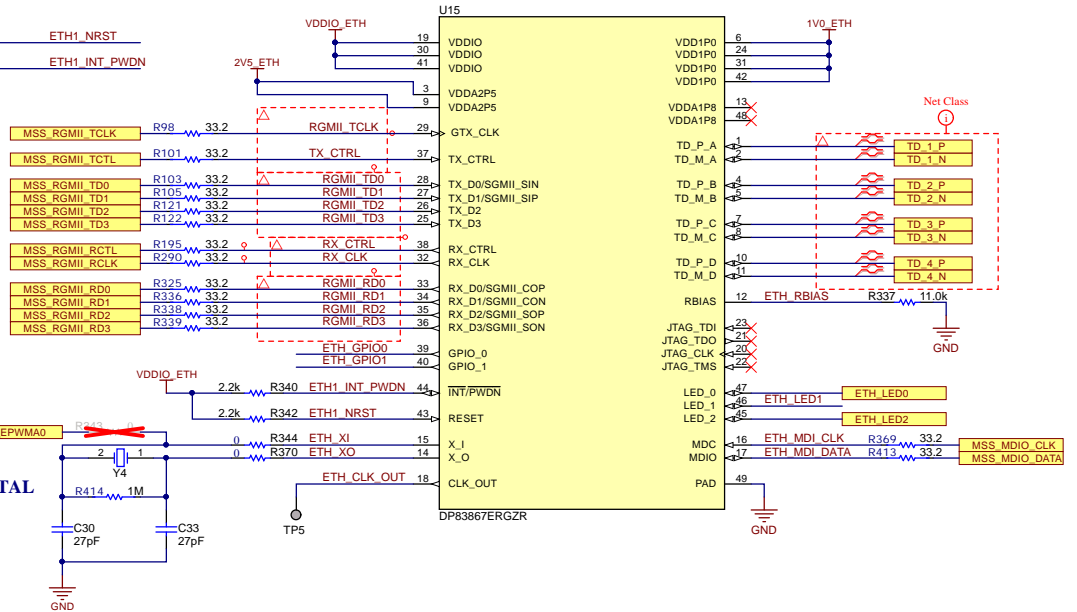 U15
VDDIO_ETH
1V0_ETH
ETH1_NRST
19 VDDIO VDD1P0 6
30 VDDIO VDD1P0 24
ETH1_INT_PWDN
41 VDDIO VDD1P0 31
2V5_ETH
VDD1P0 42
3 VDDA2P5
9 VDDA2P5 VDDA1P8 13
VDDA1P8 48
Net Class
i
MSS_RGMII_TCLK R98 33.2 RGMII_TCLK 29 GTX_CLK
TD_P_A 1 TD_1_P
MSS_RGMII_TCTL R101 33.2 TX_CTRL 37 TX_CTRL TD_M_A 2 TD_1_N
MSS_RGMII_TD0 R103 33.2 RGMII_TD0 28 TX_D0/SGMII_SIN TD_P_B 4 TD_2_P
MSS_RGMII_TD1 R105 33.2 RGMII_TD1 27 TX_D1/SGMII_SIP TD_M_B 5 TD_2_N
MSS_RGMII_TD2 R121 33.2 RGMII_TD2 26 TX_D2
MSS_RGMII_TD3 R122 33.2 RGMII_TD3 25 TX_D3 TD_P_C 7 TD_3_P
TD_M_C 8 TD_3_N
MSS_RGMII_RCTL R195 33.2 RX_CTRL 38 RX_CTRL
MSS_RGMII_RCLK R290 33.2 RX_CLK 32 RX_CLK TD_P_D 10 TD_4_P
TD_M_D 11 TD_4_N
MSS_RGMII_RD0 R325 33.2 RGMII_RD0 33 RX_D0/SGMII_COP
MSS_RGMII_RD1 R336 33.2 RGMII_RD1 34 RX_D1/SGMII_CON RBIAS 12 ETH_RBIAS R337 11.0k
MSS_RGMII_RD2 R338 33.2 RGMII_RD2 35 RX_D2/SGMII_SOP
MSS_RGMII_RD3 R339 33.2 RGMII_RD3 36 RX_D3/SGMII_SON JTAG_TDI 23
JTAG_TDO 21
GND
ETH_GPIO0 39 GPIO_0 JTAG_CLK 20
ETH_GPIO1 40 GPIO_1 JTAG_TMS 22
VDDIO_ETH
2.2k R340 ETH1_INT_PWDN 44 INT/PWDN LED_0 47 ETH_LED0
LED_1 46 ETH_LED1
2.2k R342 ETH1_NRST 43 RESET LED_2 45 ETH_LED2
EPWMA0 R343 0
0 R344 ETH_XI 15 X_I MDC 16 ETH_MDI_CLK R369 33.2 MSS_MDIO_CLK
2 1 0 R370 ETH_XO 14 X_O MDIO 17 ETH_MDI_DATA R413 33.2 MSS_MDIO_DATA
Y4
TAL
ETH_CLK_OUT 18 CLK_OUT PAD 49
R414 1M
DP83867ERGZR
TP5
GND
C30 C33
27pF 27pF
GND